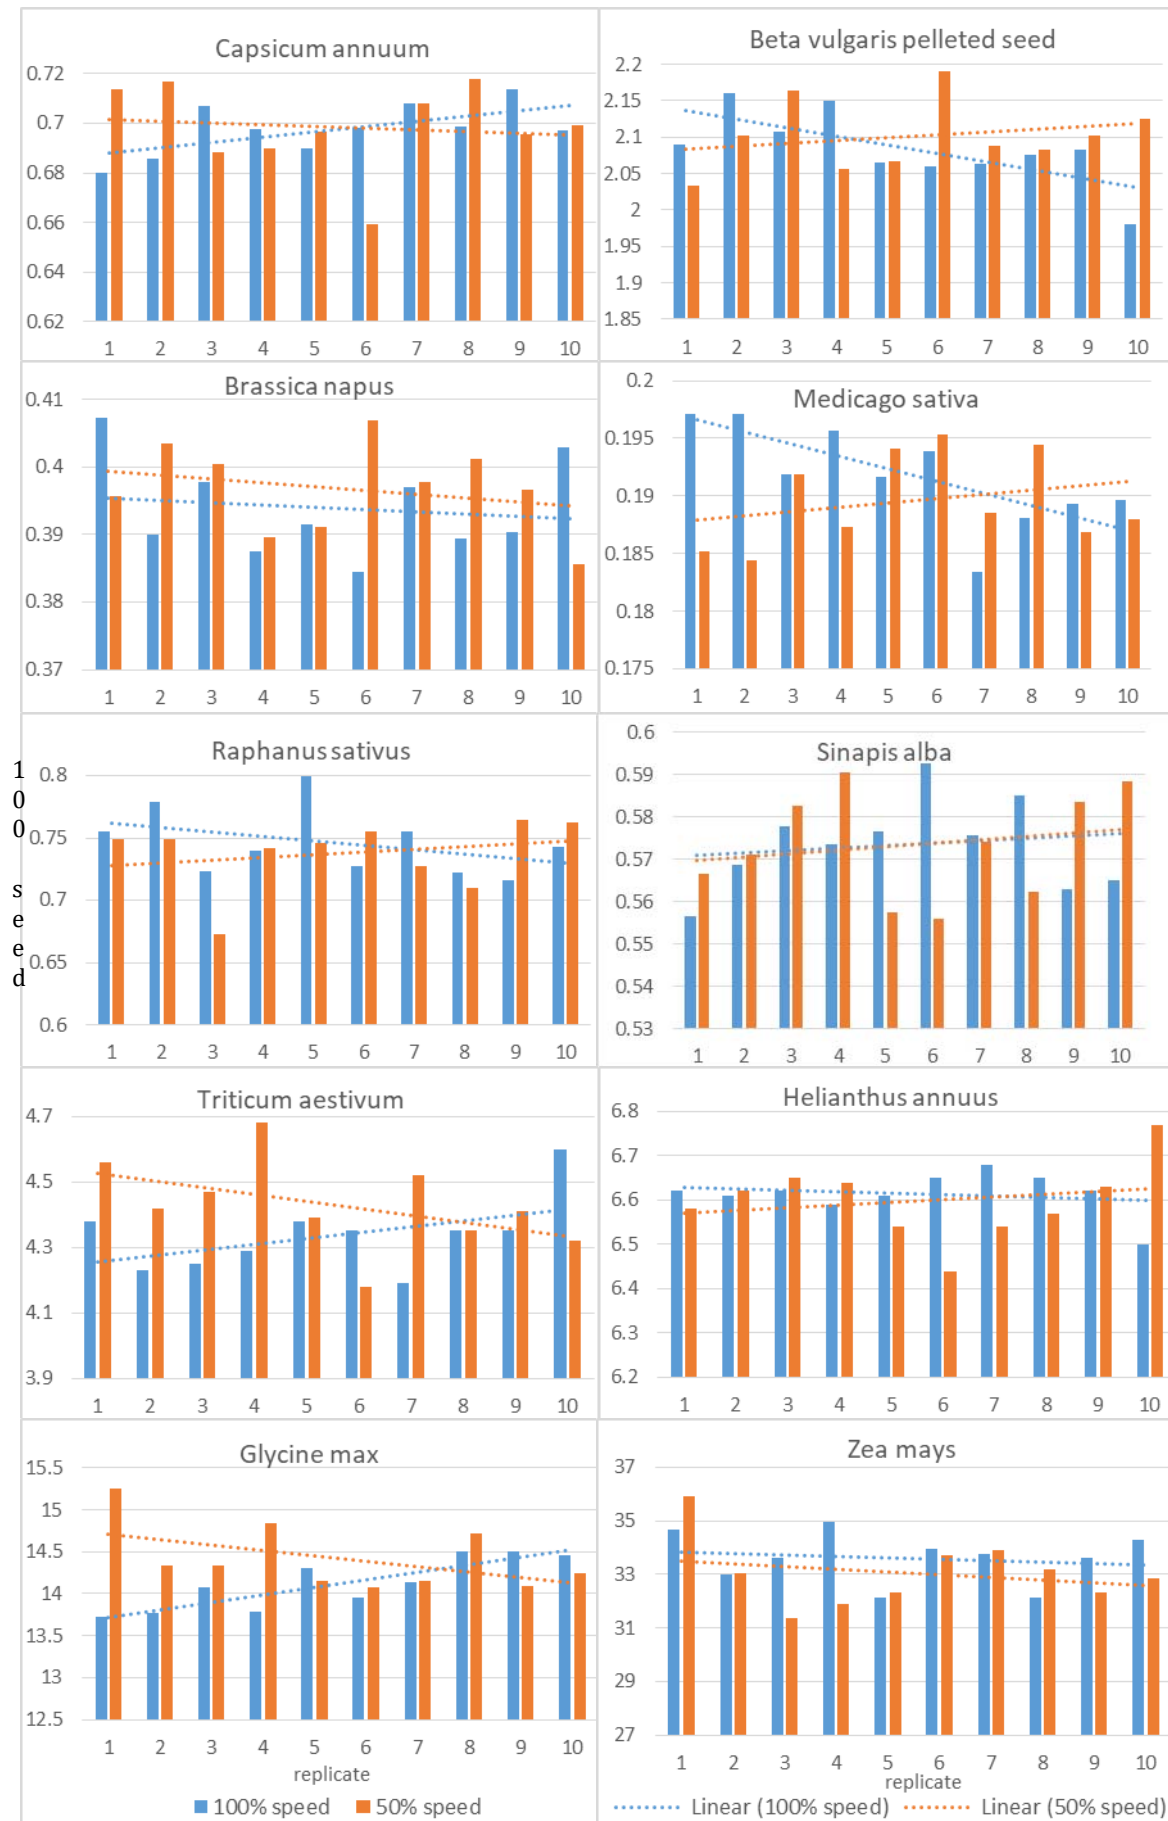 Capsicum annuum
0.72
0.7
0.68
0.66
0.64
0.62
1 2 3 4 5 6 7 8 9 10
Beta vulgaris pelleted seed
2.2
2.15
2.1
2.05
2
1.95
1.9
1.85
1 2 3 4 5 6 7 8 9 10
Brassica napus
0.41
0.4
0.39
0.38
0.37
1 2 3 4 5 6 7 8 9 10
Medicago sativa
0.2
0.195
0.19
0.185
0.18
0.175
1 2 3 4 5 6 7 8 9 10
100 seed
Raphanus sativus
0.8
0.75
0.7
0.65
0.6
1 2 3 4 5 6 7 8 9 10
Sinapis alba
0.6
0.59
0.58
0.57
0.56
0.55
0.54
0.53
1 2 3 4 5 6 7 8 9 10
Triticum aestivum
4.7
4.5
4.3
4.1
3.9
1 2 3 4 5 6 7 8 9 10
Helianthus annuus
6.8
6.7
6.6
6.5
6.4
6.3
6.2
1 2 3 4 5 6 7 8 9 10
Glycine max
15.5
15
14.5
14
13.5
13
12.5
1 2 3 4 5 6 7 8 9 10
replicate
Zea mays
37
35
33
31
29
27
1 2 3 4 5 6 7 8 9 10
replicate
100% speed 50% speed Linear (100% speed) Linear (50% speed)